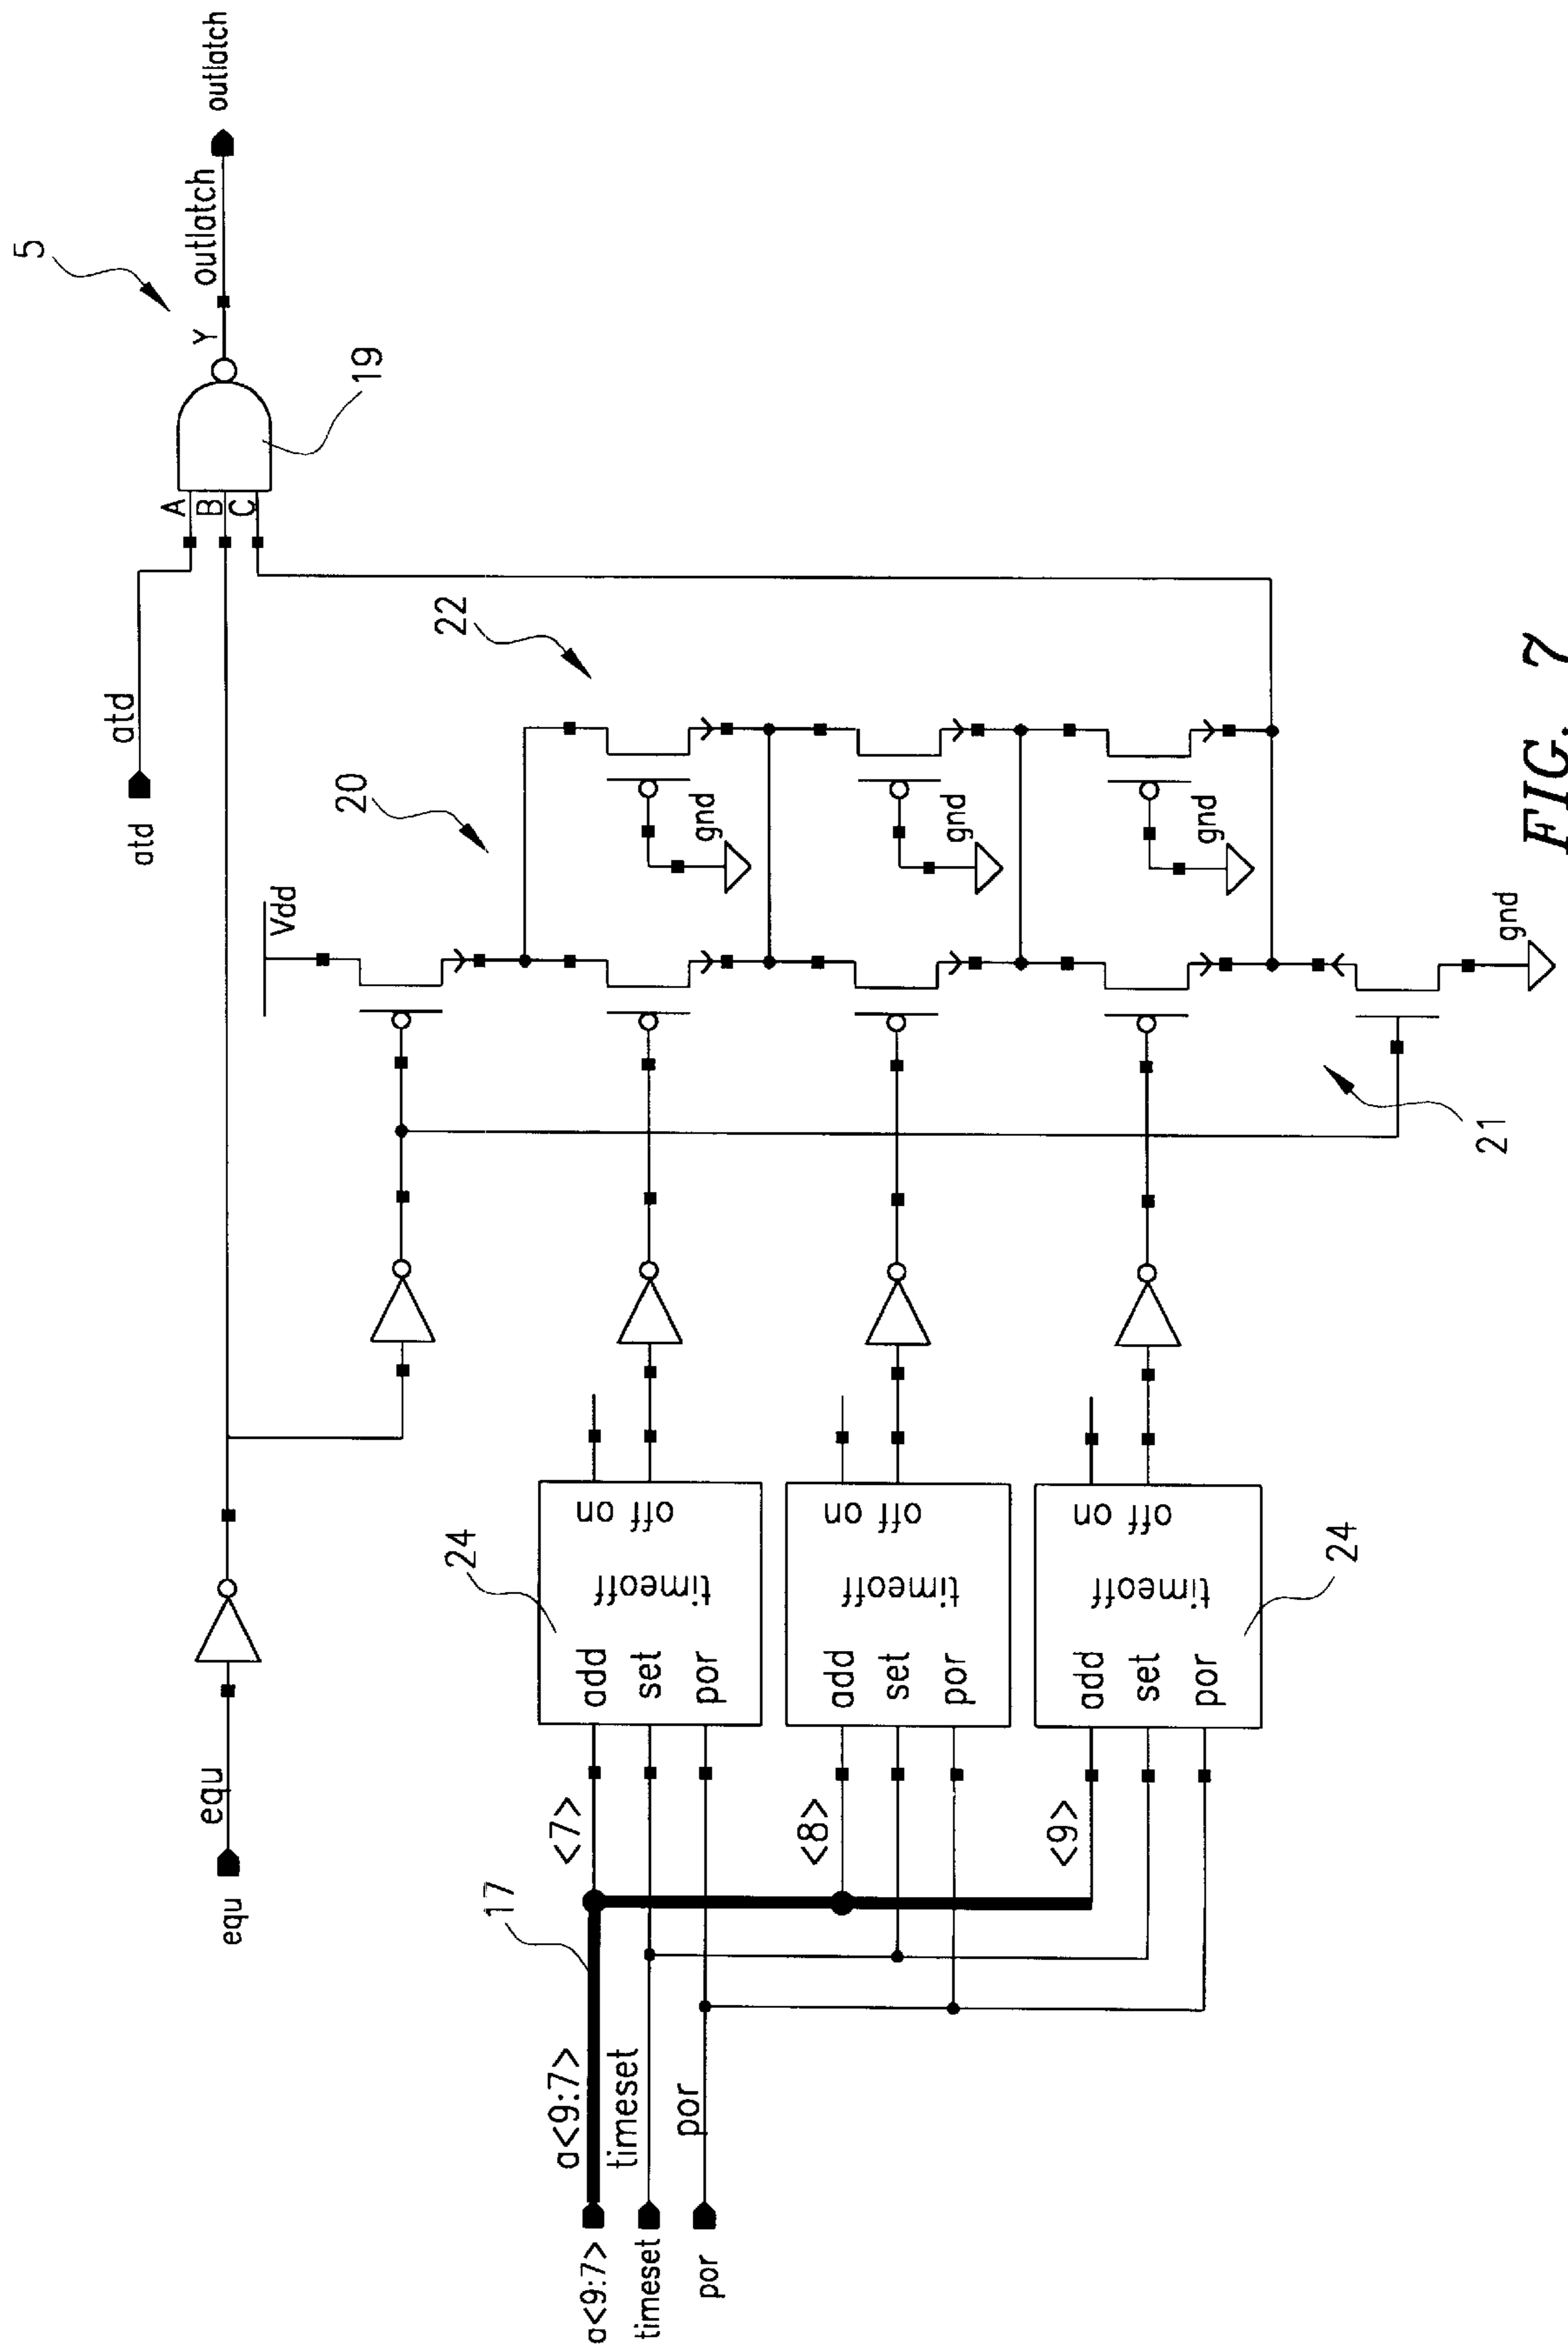 5
atd
atd
A
B
C
Y
outlatch
outlatch
19
equ
equ
Vdd
20
22
gnd
gnd
gnd
gnd
21
a<9:7>
a<9:7>
timeset
timeset
por
por
17
<7>
<8>
<9>
24
add
set
por
timeoff
off on
add
set
por
timeoff
off on
add
set
por
timeoff
off on
24
FIG. 7